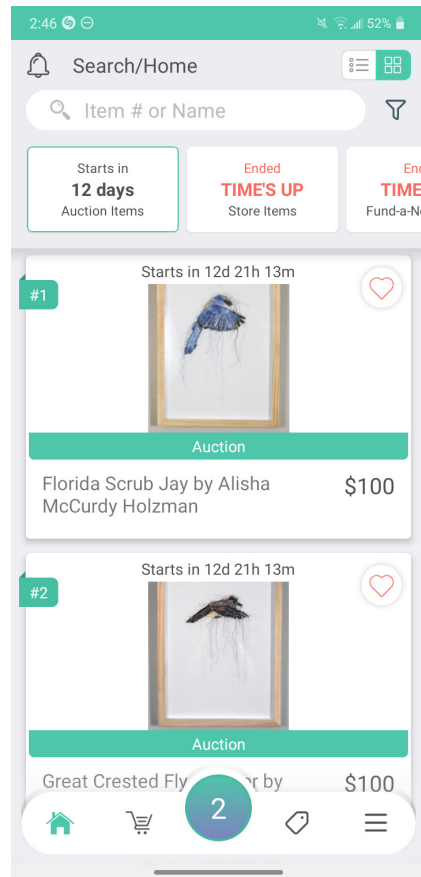 2:46 52%
Search/Home
Item # or Name
Starts in
12 days
Auction Items
Ended
TIME'S UP
Store Items
TIME
Starts in 12d 21h 13m
#1
Auction
Florida Scrub Jay by Alisha
McCurdy Holzman
$100
Starts in 12d 21h 13m
#2
Auction
Great Crested by
$100
2